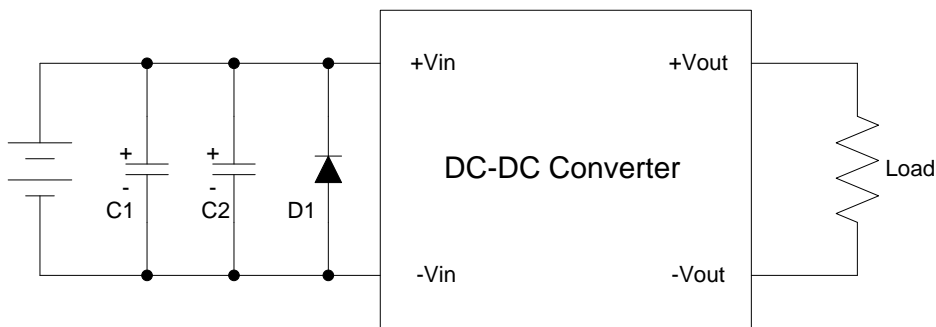 +Vin
+Vout
+
-
C1
+
-
C2
D1
DC-DC Converter
Load
-Vin
-Vout